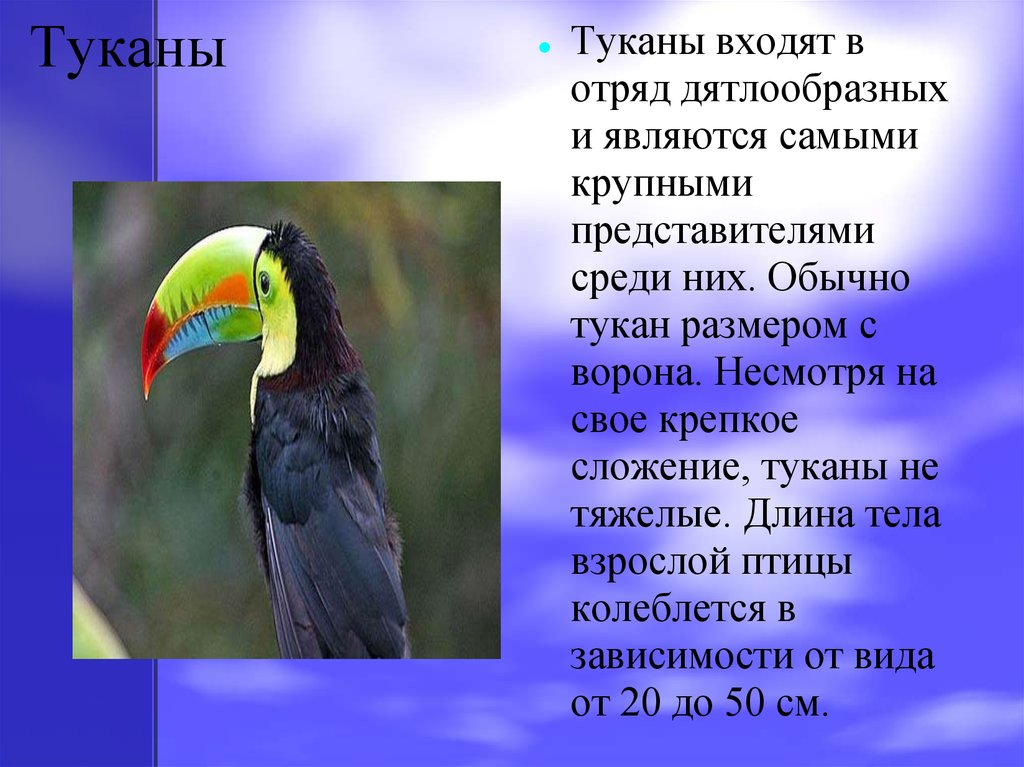 Туканы
Туканы входят в
отряд дятлообразных
и являются самыми
крупными
представителями
среди них. Обычно
тукан размером с
ворона. Несмотря на
свое крепкое
сложение, туканы не
тяжелые. Длина тела
взрослой птицы
колеблется в
зависимости от вида
от 20 до 50 см.